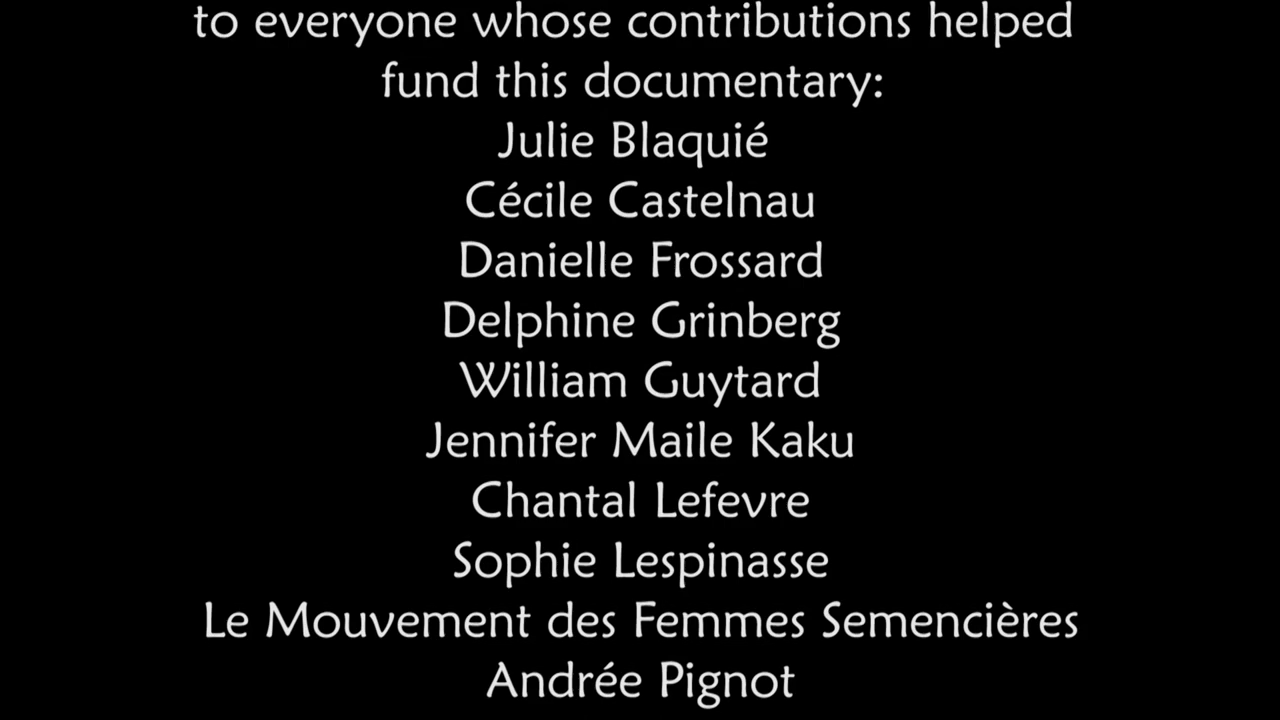 to everyone whose contributions helped
fund this documentary:
Julie Blaquié
Cécile Castelnau
Danielle Frossard
Delphine Grinberg
William Guytard
Jennifer Maile Kaku
Chantal Lefevre
Sophie Lespinasse
Le Mouvement des Femmes Semencières
Andrée Pignot